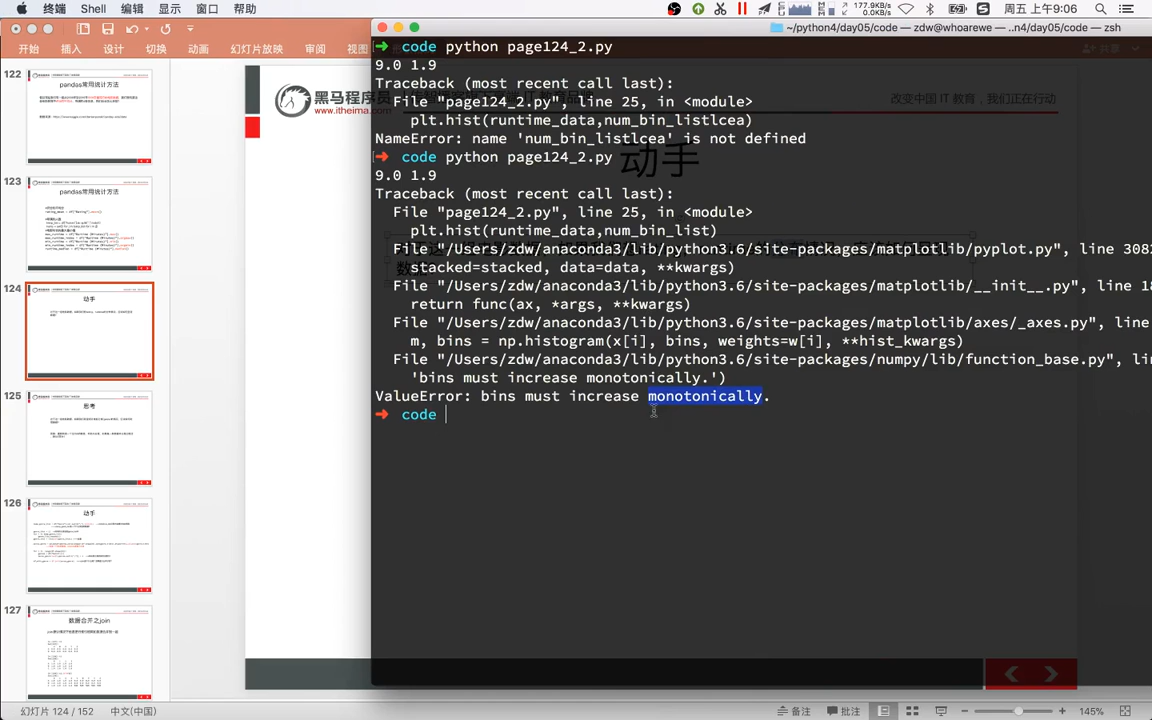 终端 Shell 编辑 显示 窗口 帮助
177.9KB/s
0.0KB/s
周五 上午9:06
~/python4/day05/code — zdw@whoarewe — ..n4/day05/code — zsh
开始 插入 设计 切换 动画 幻灯片放映 审阅 视图
➜ code python page124_2.py
9.0 1.9
Traceback (most recent call last):
File "page124_2.py", line 25, in <module>
plt.hist(runtime_data,num_bin_listlcea)
NameError: name 'num_bin_listlcea' is not defined
➜ code python page124_2.py
9.0 1.9
Traceback (most recent call last):
File "page124_2.py", line 25, in <module>
plt.hist(runtime_data,num_bin_list)
File "/Users/zdw/anaconda3/lib/python3.6/site-packages/matplotlib/pyplot.py", line 308
stacked=stacked, data=data, **kwargs)
File "/Users/zdw/anaconda3/lib/python3.6/site-packages/matplotlib/__init__.py", line 18
return func(ax, *args, **kwargs)
File "/Users/zdw/anaconda3/lib/python3.6/site-packages/matplotlib/axes/_axes.py", line
m, bins = np.histogram(x[i], bins, weights=w[i], **hist_kwargs)
File "/Users/zdw/anaconda3/lib/python3.6/site-packages/numpy/lib/function_base.py", lin
'bins must increase monotonically.')
ValueError: bins must increase monotonically.
➜ code
黑马程序员
www.itheima
改变中国 IT 教育，我们正在行动
动手
122
pandas常用统计方法
123
pandas常用统计方法
124
动手
125
思考
126
动手
127
数据合并之join
幻灯片 124 / 152 中文(中国)
备注 批注
145%